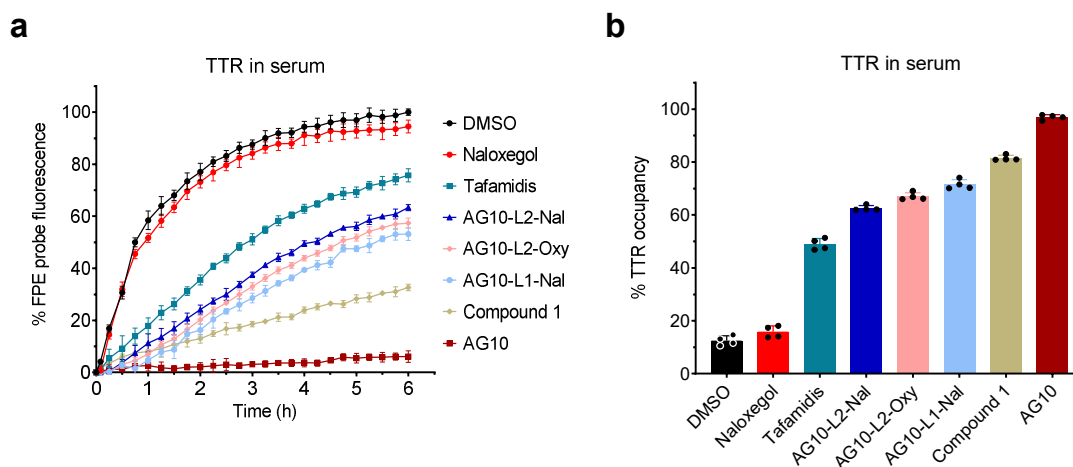 a
TTR in serum
% FPE probe fluorescence
100
80
60
40
20
0
0
1
2
3
4
5
6
Time (h)
DMSO
Naloxegol
Tafamidis
AG10-L2-Nal
AG10-L2-Oxy
AG10-L1-Nal
Compound 1
AG10
b
TTR in serum
% TTR occupancy
100
80
60
40
20
0
DMSO
Naloxegol
Tafamidis
AG10-L2-Nal
AG10-L2-Oxy
AG10-L1-Nal
Compound 1
AG10